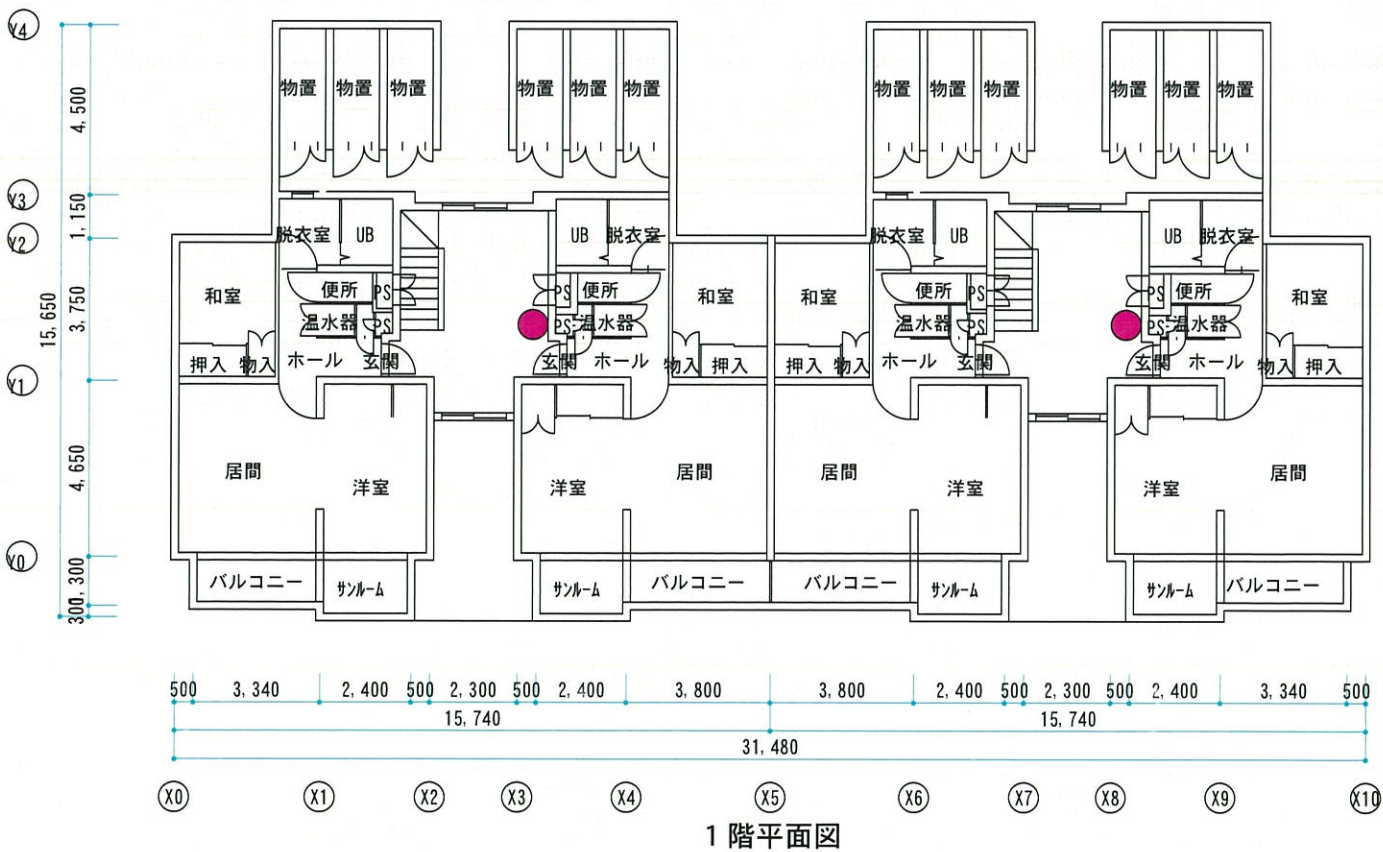 Y4
物置 物置 物置 物置 物置 物置 物置 物置 物置 物置 物置 物置
4,500
Y3
1,150
Y2
脱衣室 UB UB 脱衣室 脱衣室 UB UB 脱衣室
和室 便所 PS PS 便所 和室 和室 便所 PS PS 便所 和室
15,650
3,750
温水器 PS PS 温水器 温水器 PS PS 温水器
押入 物入 ホール 玄関 玄関 ホール 物入 押入 押入 物入 ホール 玄関 玄関 ホール 物入 押入
Y1
4,650
居間 洋室 洋室 居間 居間 洋室 洋室 居間
Y0
1,300
300
バルコニー サンルーム サンルーム バルコニー バルコニー サンルーム サンルーム バルコニー
500 3,340 2,400 500 2,300 500 2,400 3,800 3,800 2,400 500 2,300 500 2,400 3,340 500
15,740 15,740
31,480
X0 X1 X2 X3 X4 X5 X6 X7 X8 X9 X10
1階平面図